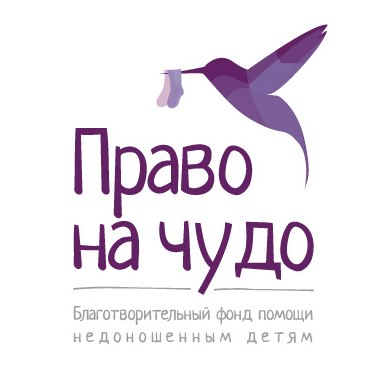 Право
на чудо
Благотворительный фонд помощи
недоношенным детям